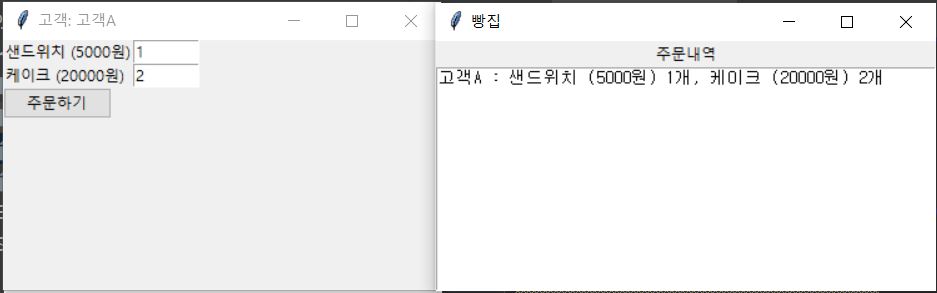 고객: 고객A
샌드위치 (5000원) 1
케이크 (20000원) 2
주문하기
빵집
주문내역
고객A : 샌드위치 (5000원) 1개, 케이크 (20000원) 2개